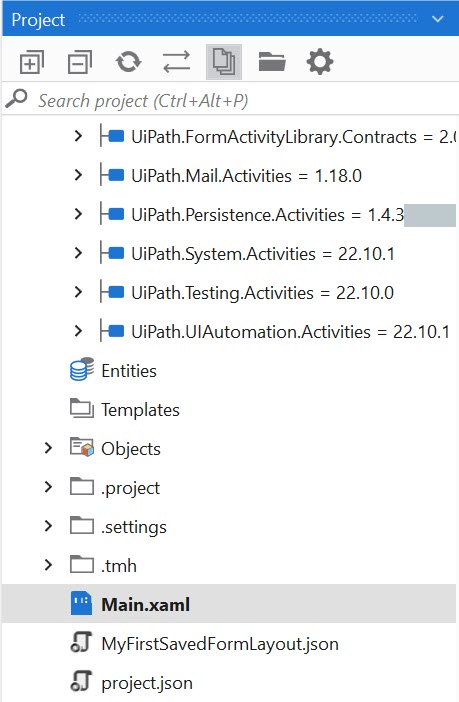 Project
Search project (Ctrl+Alt+P)
UiPath.FormActivityLibrary.Contracts = 2.0
UiPath.Mail.Activities = 1.18.0
UiPath.Persistence.Activities = 1.4.3
UiPath.System.Activities = 22.10.1
UiPath.Testing.Activities = 22.10.0
UiPath.UIAutomation.Activities = 22.10.1
Entities
Templates
Objects
.project
.settings
.tmh
Main.xaml
MyFirstSavedFormLayout.json
project.json